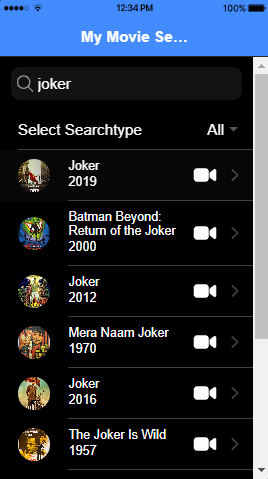 12:34 PM 100%
My Movie Se...
joker
Select Searchtype All
Joker
2019
Batman Beyond:
Return of the Joker
2000
Joker
2012
Mera Naam Joker
1970
Joker
2016
The Joker Is Wild
1957